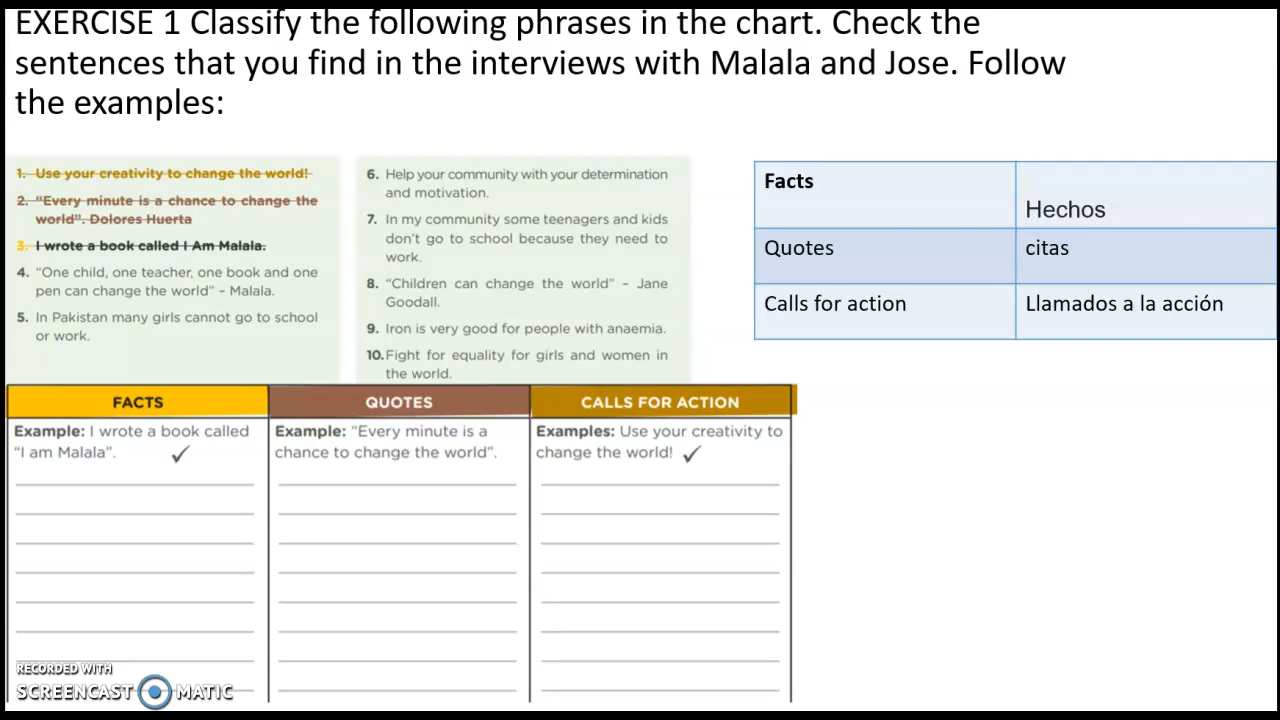 EXERCISE 1 Classify the following phrases in the chart. Check the
sentences that you find in the interviews with Malala and Jose. Follow
the examples:
1. Use your creativity to change the world!
2. “Every minute is a chance to change the
world”. Dolores Huerta
3. I wrote a book called I Am Malala.
4. “One child, one teacher, one book and one
pen can change the world” – Malala.
5. In Pakistan many girls cannot go to school
or work.
6. Help your community with your determination
and motivation.
7. In my community some teenagers and kids
don’t go to school because they need to
work.
8. “Children can change the world” – Jane
Goodall.
9. Iron is very good for people with anaemia.
10. Fight for equality for girls and women in
the world.
Facts
Hechos
Quotes
citas
Calls for action
Llamados a la acción
FACTS
Example: I wrote a book called
“I am Malala”. ✓
QUOTES
Example: “Every minute is a
chance to change the world”.
CALLS FOR ACTION
Examples: Use your creativity to
change the world! ✓
RECORDED WITH
SCREENCAST MATIC